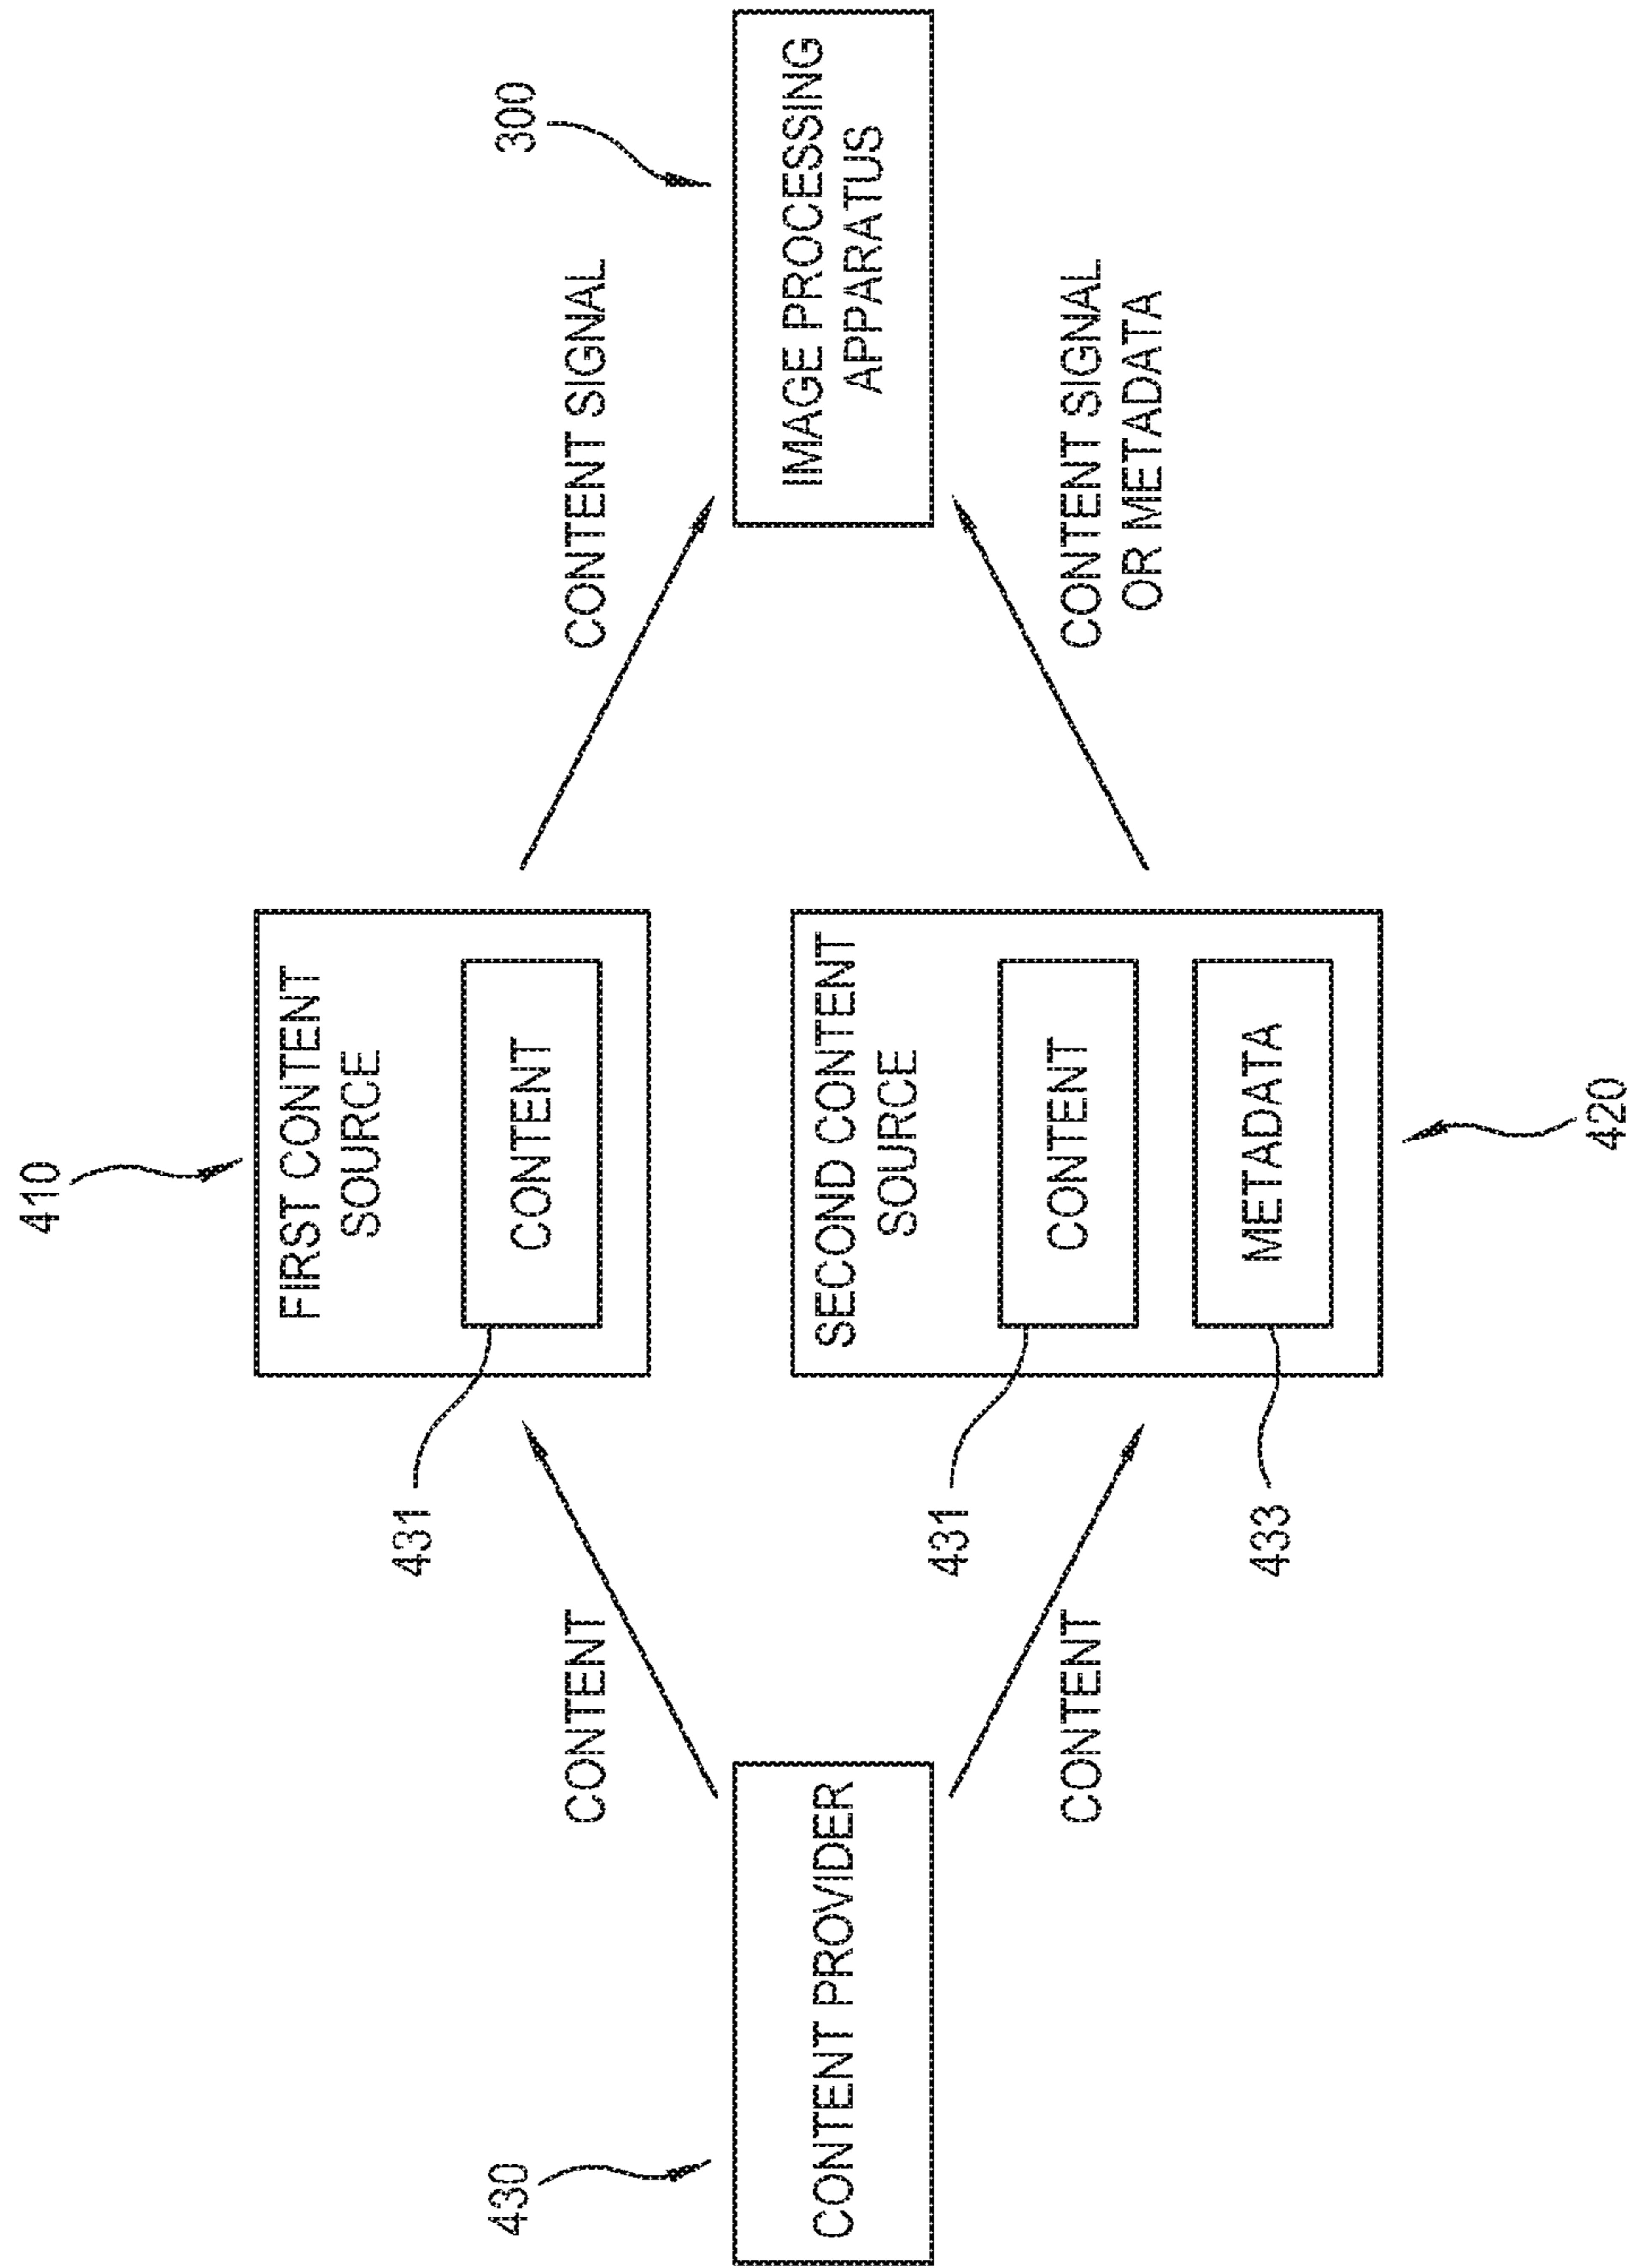 410
FIRST CONTENT
SOURCE
431
CONTENT
430
CONTENT PROVIDER
CONTENT
CONTENT
SECOND CONTENT
SOURCE
431
CONTENT
433
METADATA
420
CONTENT SIGNAL
CONTENT SIGNAL
OR METADATA
300
IMAGE PROCESSING
APPARATUS